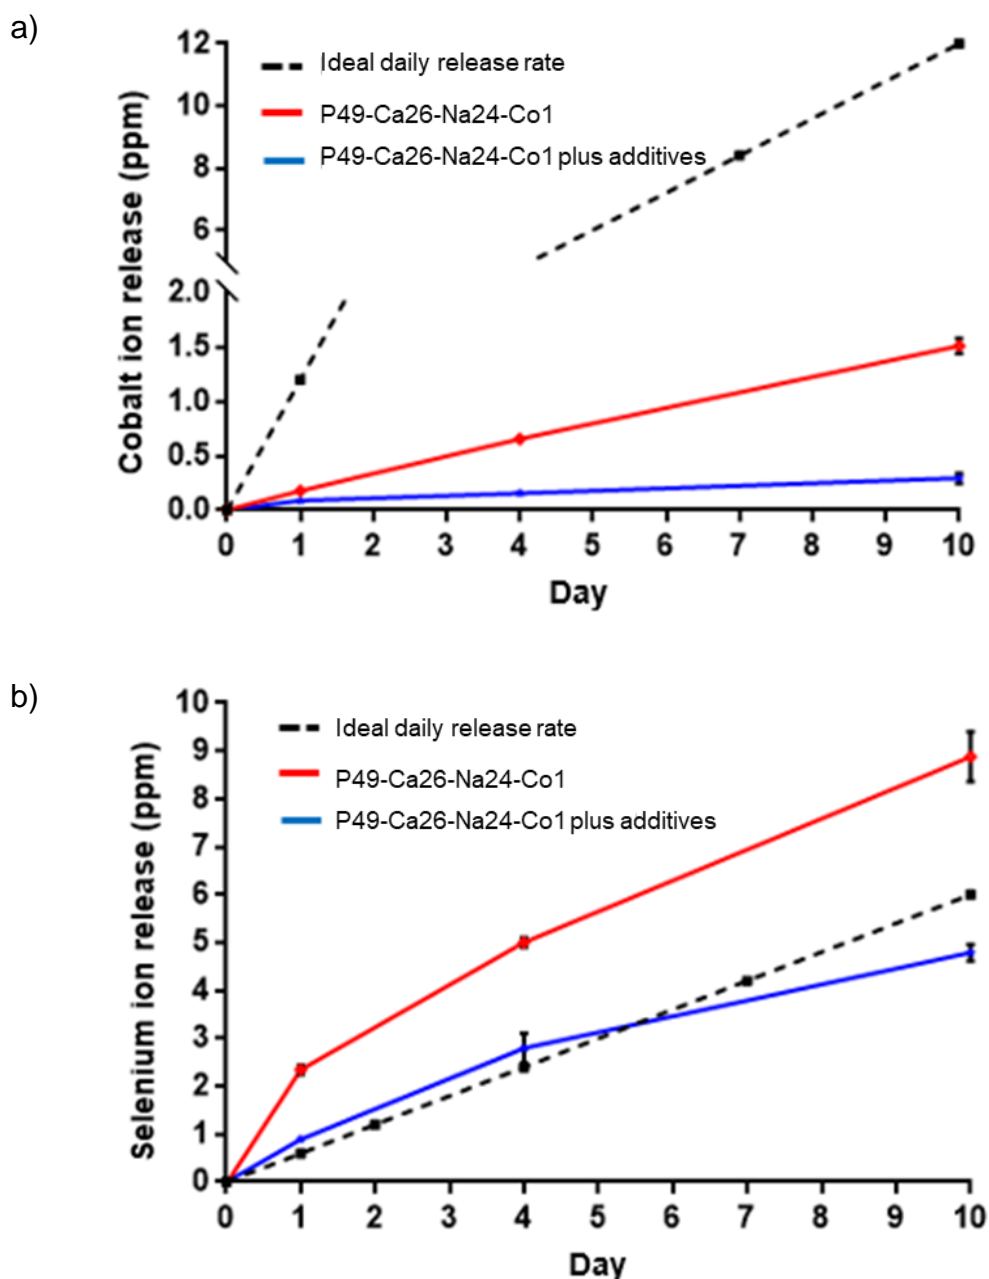 a)
Cobalt ion release (ppm)
12
10
8
6
2.0
1.5
1.0
0.5
0.0
Ideal daily release rate
P49-Ca26-Na24-Co1
P49-Ca26-Na24-Co1 plus additives
0 1 2 3 4 5 6 7 8 9 10
Day
b)
Selenium ion release (ppm)
10
9
8
7
6
5
4
3
2
1
0
Ideal daily release rate
P49-Ca26-Na24-Co1
P49-Ca26-Na24-Co1 plus additives
0 1 2 3 4 5 6 7 8 9 10
Day